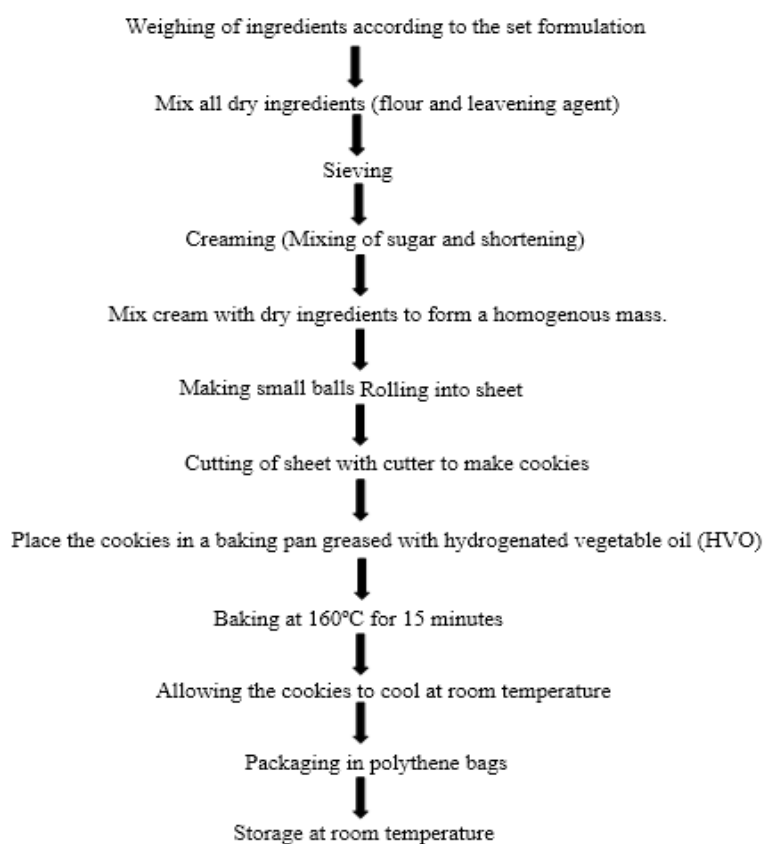 Weighing of ingredients according to the set formulation
Mix all dry ingredients (flour and leavening agent)
Sieving
Creaming (Mixing of sugar and shortening)
Mix cream with dry ingredients to form a homogenous mass.
Making small balls Rolling into sheet
Cutting of sheet with cutter to make cookies
Place the cookies in a baking pan greased with hydrogenated vegetable oil (HVO)
Baking at 160°C for 15 minutes
Allowing the cookies to cool at room temperature
Packaging in polythene bags
Storage at room temperature